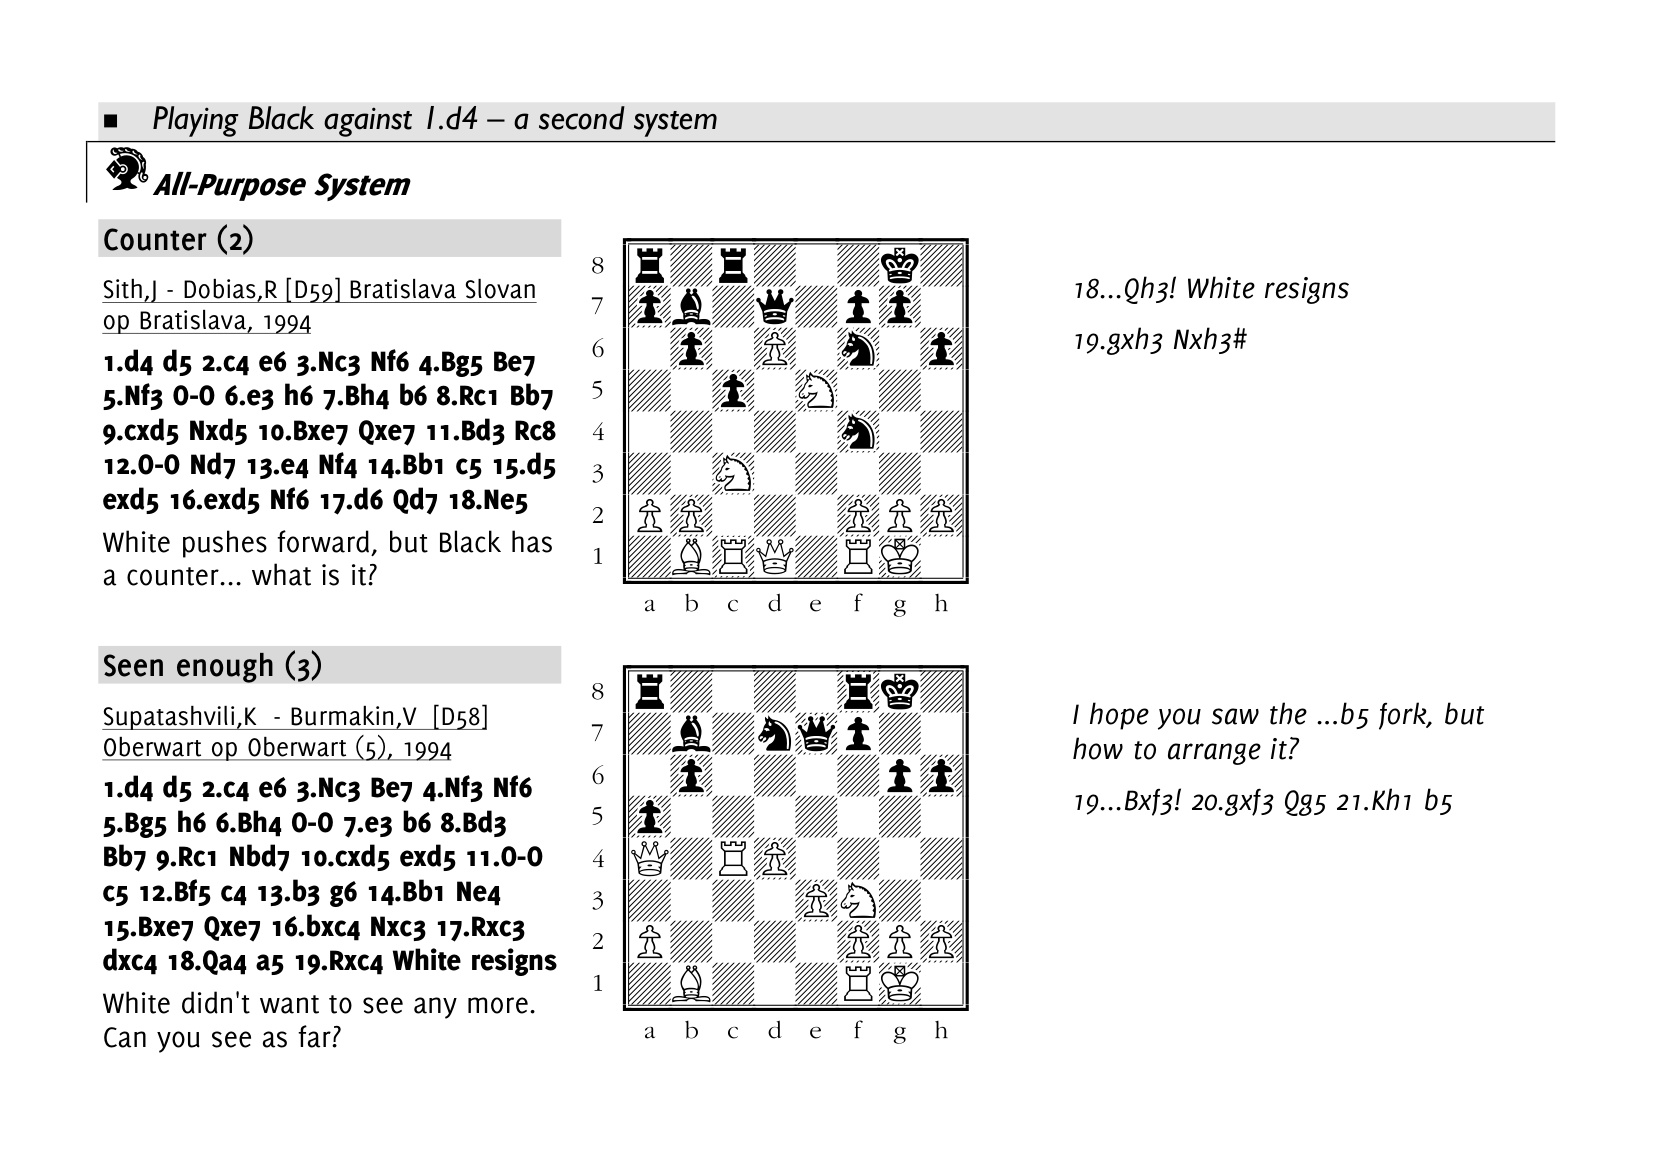 ■ Playing Black against 1.d4 – a second system
All-Purpose System
Counter (2)
Sith,J - Dobias,R [D59] Bratislava Slovan
op Bratislava, 1994
1.d4 d5 2.c4 e6 3.Nc3 Nf6 4.Bg5 Be7
5.Nf3 0-0 6.e3 h6 7.Bh4 b6 8.Rc1 Bb7
9.cxd5 Nxd5 10.Bxe7 Qxe7 11.Bd3 Rc8
12.0-0 Nd7 13.e4 Nf4 14.Bb1 c5 15.d5
exd5 16.exd5 Nf6 17.d6 Qd7 18.Ne5
White pushes forward, but Black has
a counter... what is it?
8
7
6
5
4
3
2
1
a b c d e f g h
18...Qh3! White resigns
19.gxh3 Nxh3#
Seen enough (3)
Supatashvili,K - Burmakin,V [D58]
Oberwart op Oberwart (5), 1994
1.d4 d5 2.c4 e6 3.Nc3 Be7 4.Nf3 Nf6
5.Bg5 h6 6.Bh4 0-0 7.e3 b6 8.Bd3
Bb7 9.Rc1 Nbd7 10.cxd5 exd5 11.0-0
c5 12.Bf5 c4 13.b3 g6 14.Bb1 Ne4
15.Bxe7 Qxe7 16.bxc4 Nxc3 17.Rxc3
dxc4 18.Qa4 a5 19.Rxc4 White resigns
White didn't want to see any more.
Can you see as far?
8
7
6
5
4
3
2
1
a b c d e f g h
I hope you saw the ...b5 fork, but
how to arrange it?
19...Bxf3! 20.gxf3 Qg5 21.Kh1 b5